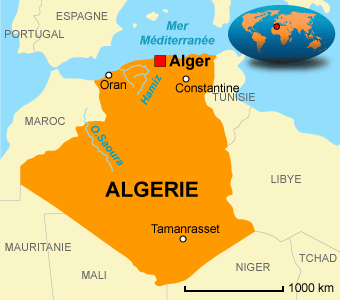 ESPAGNE
PORTUGAL
Mer
Méditerranée
Alger
Oran
Hamiz
Constantine
TUNISIE
MAROC
O Saoura
LIBYE
ALGERIE
Tamanrasset
MAURITANIE
MALI
NIGER
TCHAD
1000 km